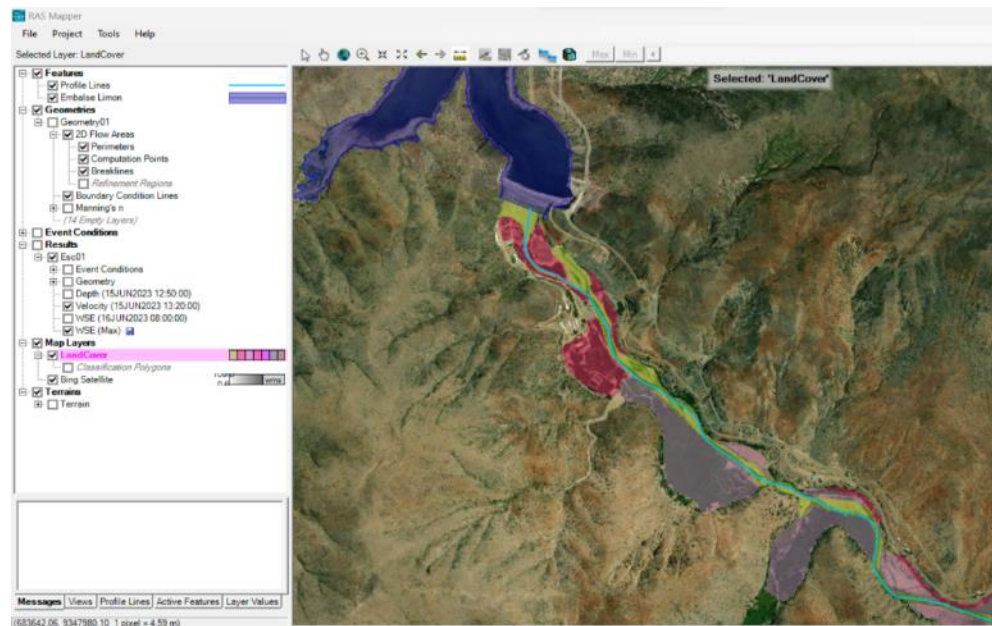 RAS Mapper
File Project Tools Help
Selected Layer: LandCover
Max Min +
Selected: 'LandCover'
Features
Profile Lines
Embalse Limon
Geometries
Geometry01
2D Flow Areas
Perimeters
Computation Points
Breaklines
Refinement Regions
Boundary Condition Lines
Manning's n
(14 Empty Layers)
Event Conditions
Results
Esc01
Event Conditions
Geometry
Depth (15JUN2023 12:50:00)
Velocity (15JUN2023 13:20:00)
WSE (16JUN2023 08:00:00)
WSE (Max)
Map Layers
LandCover
Classification Polygons
Bing Satellite
wms
Terrains
Terrain
Messages Views Profile Lines Active Features Layer Values
(683642.06, 9347980.10 1 pixel = 4.59 m)